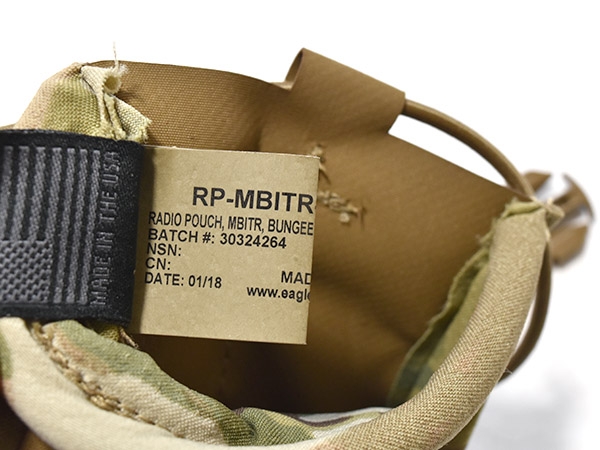 MADE IN THE USA
RP-MBITR
RADIO POUCH, MBITR, BUNGEE
BATCH #: 30324264
NSN:
CN:
MAD
DATE: 01/18
www.eagl